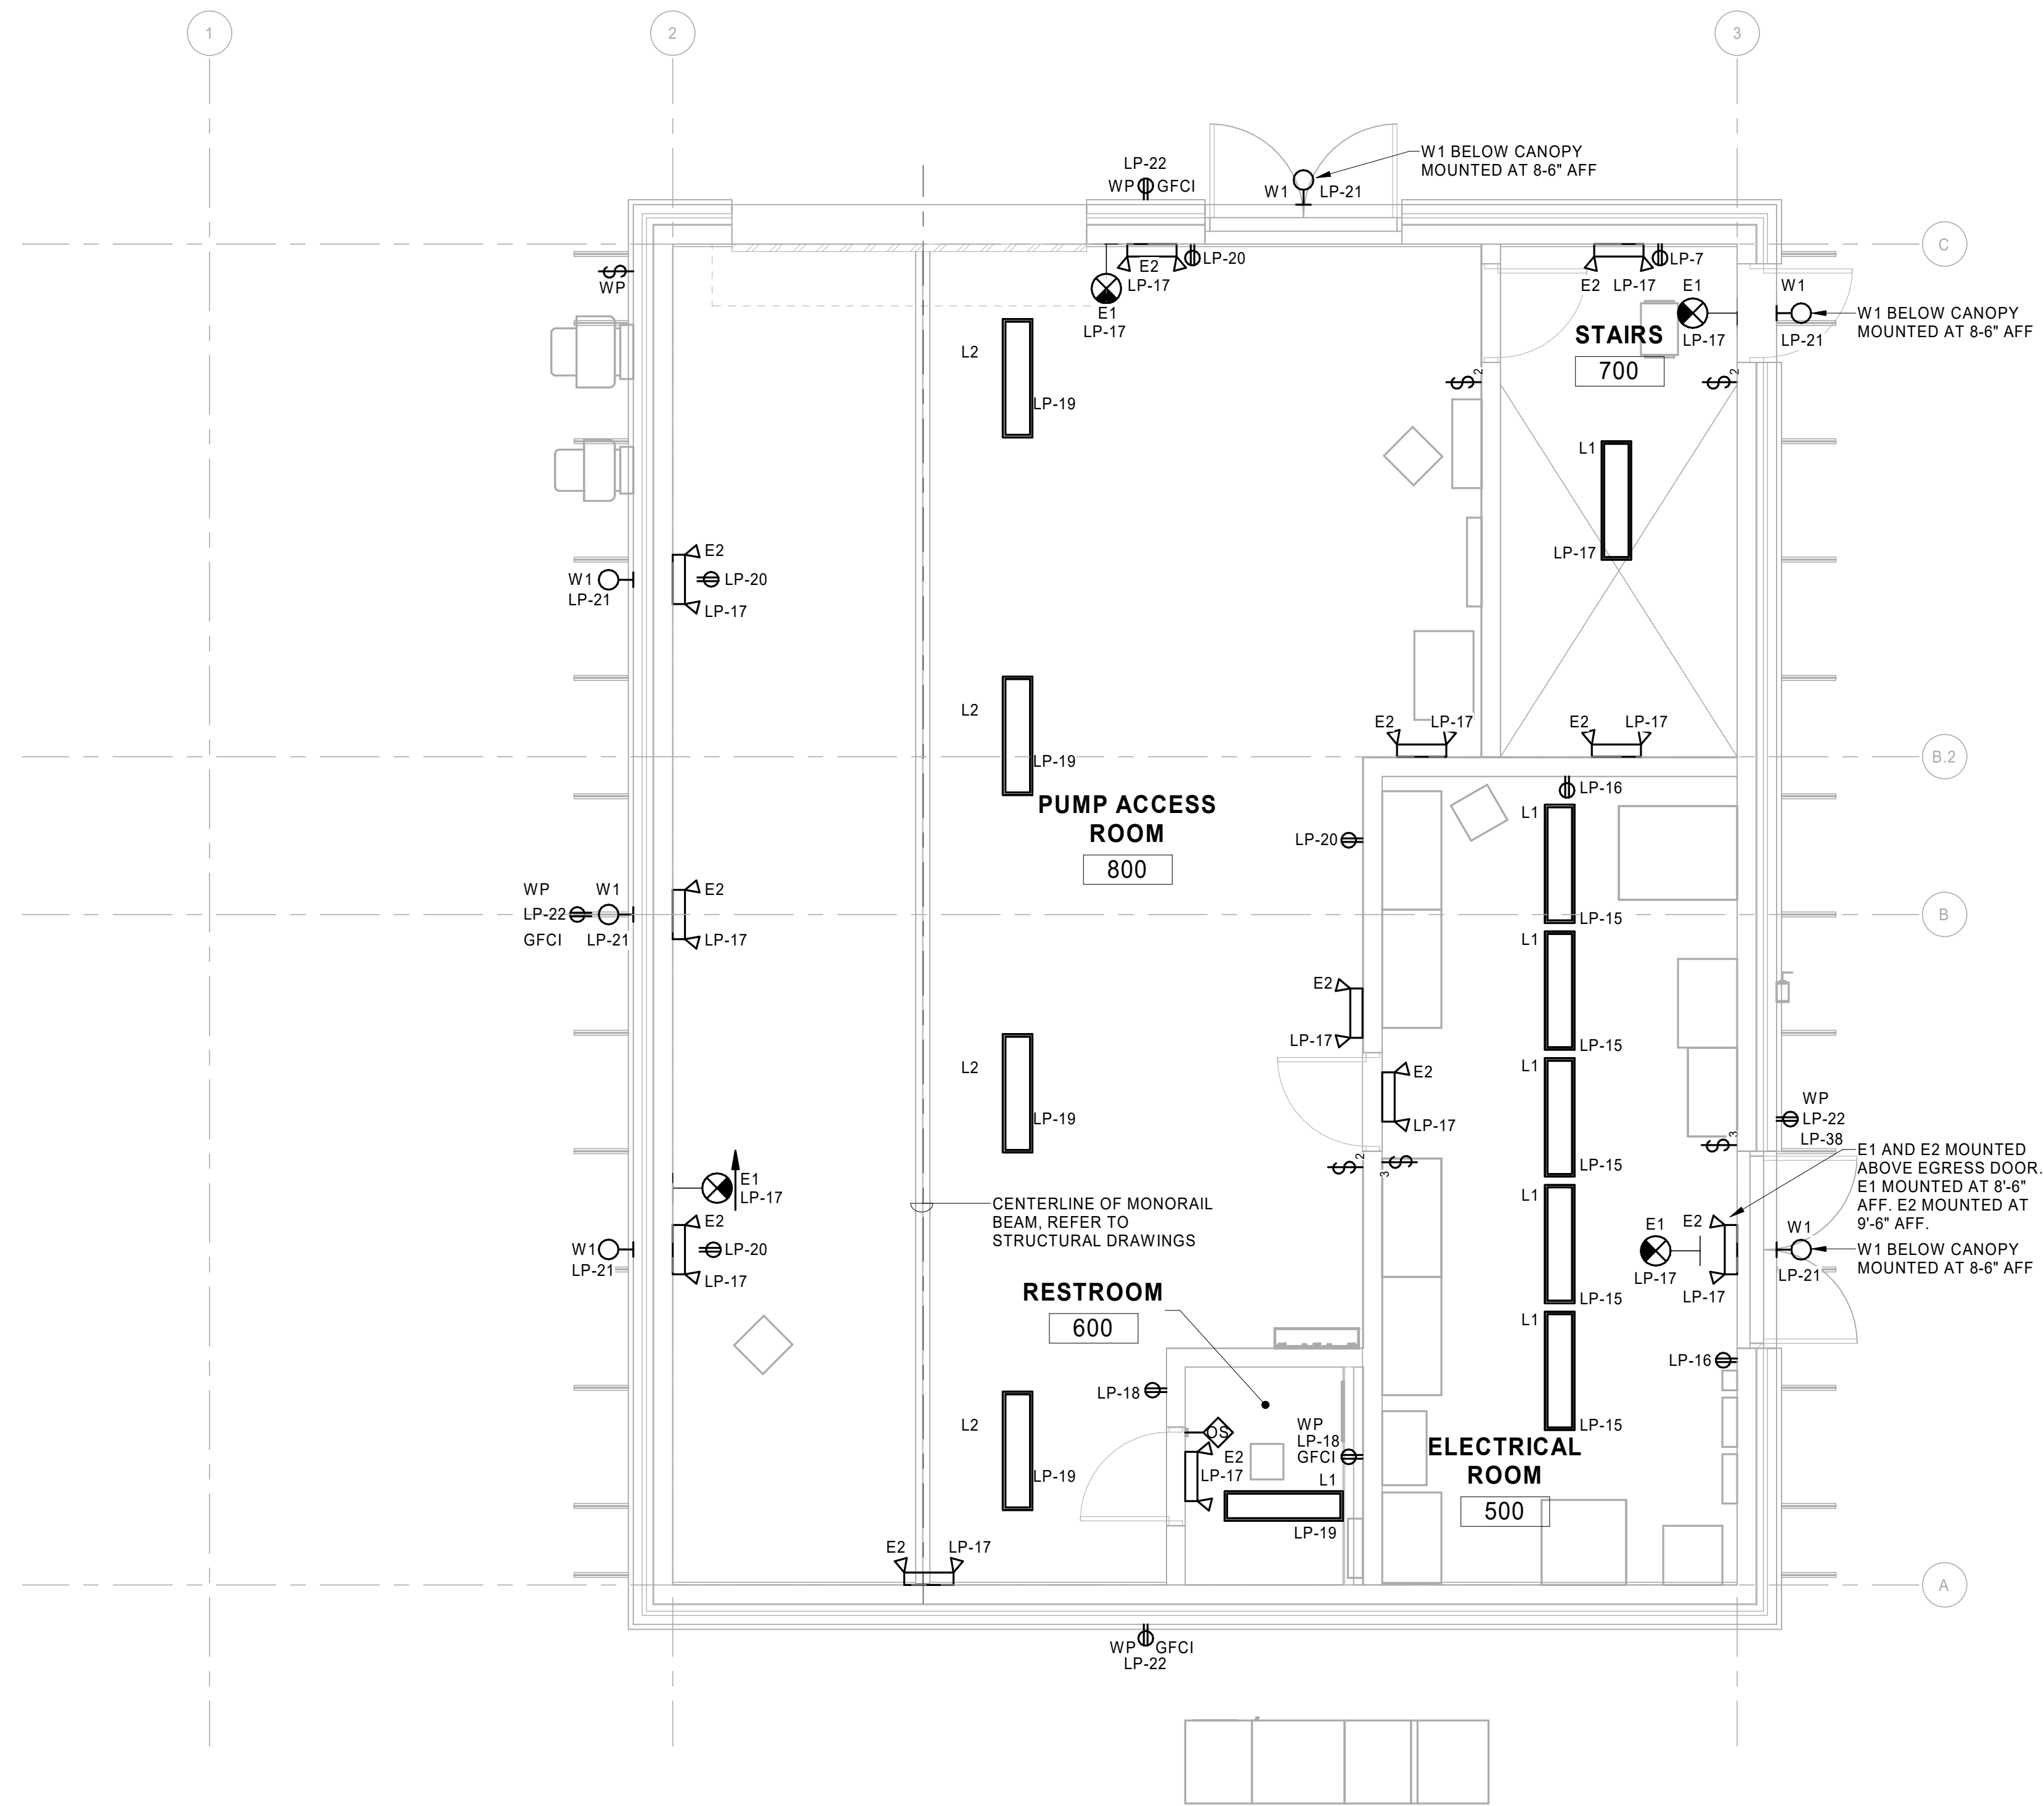 1
2
3
LP-22
WP GFCI
W1 LP-21
W1 BELOW CANOPY
MOUNTED AT 8-6" AFF
C
WP
E2
LP-17
LP-20
E1
LP-17
E2 LP-17
LP-7
E1
LP-17
W1
LP-21
W1 BELOW CANOPY
MOUNTED AT 8-6" AFF
STAIRS
700
$2
$2
L2
LP-19
L1
LP-17
W1
LP-21
E2
LP-20
LP-17
L2
LP-19
E2 LP-17
E2 LP-17
B.2
PUMP ACCESS
ROOM
800
LP-20
LP-16
L1
LP-15
WP
LP-22
GFCI
W1
LP-21
E2
LP-17
B
L1
LP-15
E2
LP-17
L2
LP-19
E2
LP-17
L1
LP-15
WP
LP-22
LP-38
$3
$2
$3
E1
LP-17
E1 AND E2 MOUNTED
ABOVE EGRESS DOOR.
E1 MOUNTED AT 8'-6"
AFF. E2 MOUNTED AT
9'-6" AFF.
CENTERLINE OF MONORAIL
BEAM, REFER TO
STRUCTURAL DRAWINGS
L1
LP-15
W1
LP-21
E2
LP-20
LP-17
E1
LP-17
E2
LP-17
W1
LP-21
W1 BELOW CANOPY
MOUNTED AT 8-6" AFF
RESTROOM
600
L1
LP-15
LP-16
LP-18
L2
LP-19
OS
E2
LP-17
WP
LP-18
GFCI
L1
LP-19
ELECTRICAL
ROOM
500
E2 LP-17
A
WP GFCI
LP-22